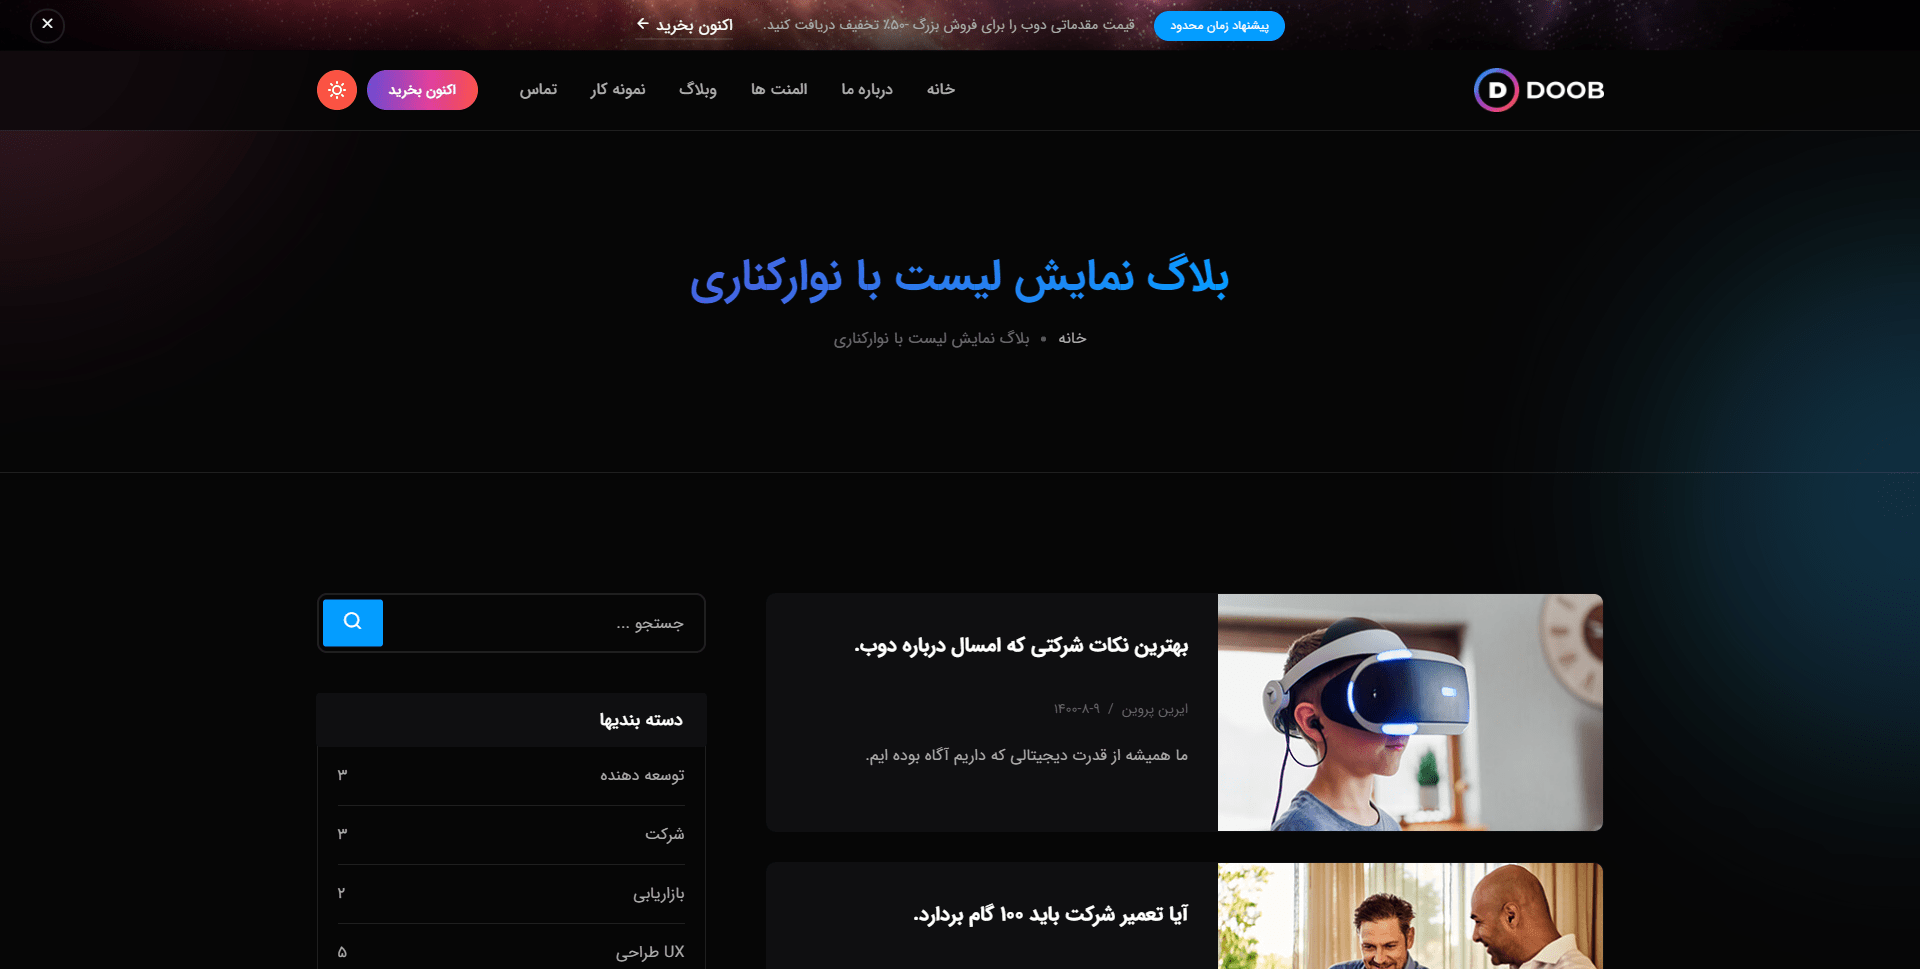 پیشنهاد زمان محدود قیمت مقدماتی دوب را برای فروش بزرگ -۵۰٪ تخفیف دریافت کنید. اکنون بخرید
DOOB
خانه درباره ما المنت ها وبلاگ نمونه کار تماس اکنون بخرید
بلاگ نمایش لیست با نوارکناری
خانه • بلاگ نمایش لیست با نوارکناری
بهترین نکات شرکتی که امسال درباره دوب.
ایرین پروین / ۹-۸-۱۴۰۰
ما همیشه از قدرت دیجیتالی که داریم آگاه بوده ایم.
آیا تعمیر شرکت باید ۱۰۰ گام بردارد.
جستجو ...
دسته بندیها
توسعه دهنده ۳
شرکت ۳
بازاریابی ۲
UX طراحی ۵